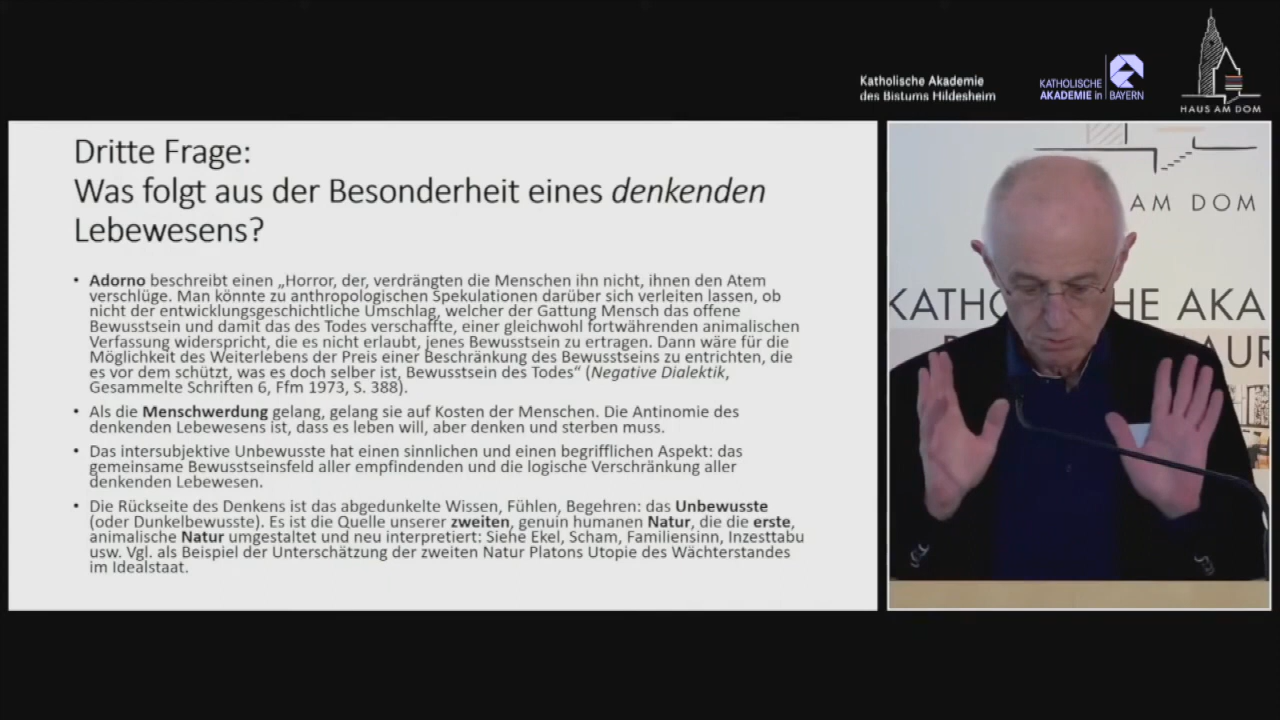 Katholische Akademie
des Bistums Hildesheim
KATHOLISCHE
AKADEMIE in BAYERN
HAUS AM DOM
Dritte Frage:
Was folgt aus der Besonderheit eines denkenden
Lebewesens?
• Adorno beschreibt einen „Horror, der, verdrängten die Menschen ihn nicht, ihnen den Atem
verschlüge. Man könnte zu anthropologischen Spekulationen darüber sich verleiten lassen, ob
nicht der entwicklungsgeschichtliche Umschlag, welcher der Gattung Mensch das offene
Bewusstsein und damit das des Todes verschaffte, einer gleichwohl fortwährenden animalischen
Verfassung widerspricht, die es nicht erlaubt, jenes Bewusstsein zu ertragen. Dann wäre für die
Möglichkeit des Weiterlebens der Preis einer Beschränkung des Bewusstseins zu entrichten, die
es vor dem schützt, was es doch selber ist, Bewusstsein des Todes“ (Negative Dialektik,
Gesammelte Schriften 6, Ffm 1973, S. 388).
• Als die Menschwerdung gelang, gelang sie auf Kosten der Menschen. Die Antinomie des
denkenden Lebewesens ist, dass es leben will, aber denken und sterben muss.
• Das intersubjektive Unbewusste hat einen sinnlichen und einen begrifflichen Aspekt: das
gemeinsame Bewusstseinsfeld aller empfindenden und die logische Verschränkung aller
denkenden Lebewesen.
• Die Rückseite des Denkens ist das abgedunkelte Wissen, Fühlen, Begehren: das Unbewusste
(oder Dunkelbewusste). Es ist die Quelle unserer zweiten, genuin humanen Natur, die die erste,
animalische Natur umgestaltet und neu interpretiert: Siehe Ekel, Scham, Familiensinn, Inzesttabu
usw. Vgl. als Beispiel der Unterschätzung der zweiten Natur Platons Utopie des Wächterstandes
im Idealstaat.
AM DOM
KATHO HE AKA